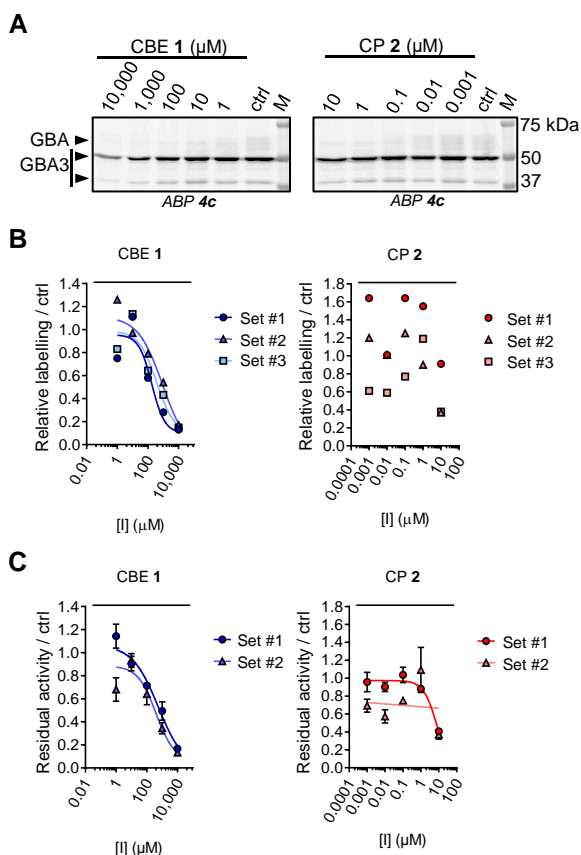 A
CBE 1 (µM)
10,000
1,000
100
10
1
ctrl
M
CP 2 (µM)
10
1
0.1
0.01
0.001
ctrl
M
GBA
GBA3
75 kDa
50
37
ABP 4c
ABP 4c
B
CBE 1
Relative labelling / ctrl
1.4
1.2
1.0
0.8
0.6
0.4
0.2
0.0
0.01
1
100
10,000
[I] (µM)
Set #1
Set #2
Set #3
CP 2
Relative labelling / ctrl
1.8
1.6
1.4
1.2
1.0
0.8
0.6
0.4
0.2
0.0
0.0001
0.001
0.01
0.1
1
10
100
[I] (µM)
Set #1
Set #2
Set #3
C
CBE 1
Residual activity / ctrl
1.4
1.2
1.0
0.8
0.6
0.4
0.2
0.0
0.01
1
100
10,000
[I] (µM)
Set #1
Set #2
CP 2
Residual activity / ctrl
1.6
1.4
1.2
1.0
0.8
0.6
0.4
0.2
0.0
0.0001
0.001
0.01
0.1
1
10
100
[I] (µM)
Set #1
Set #2